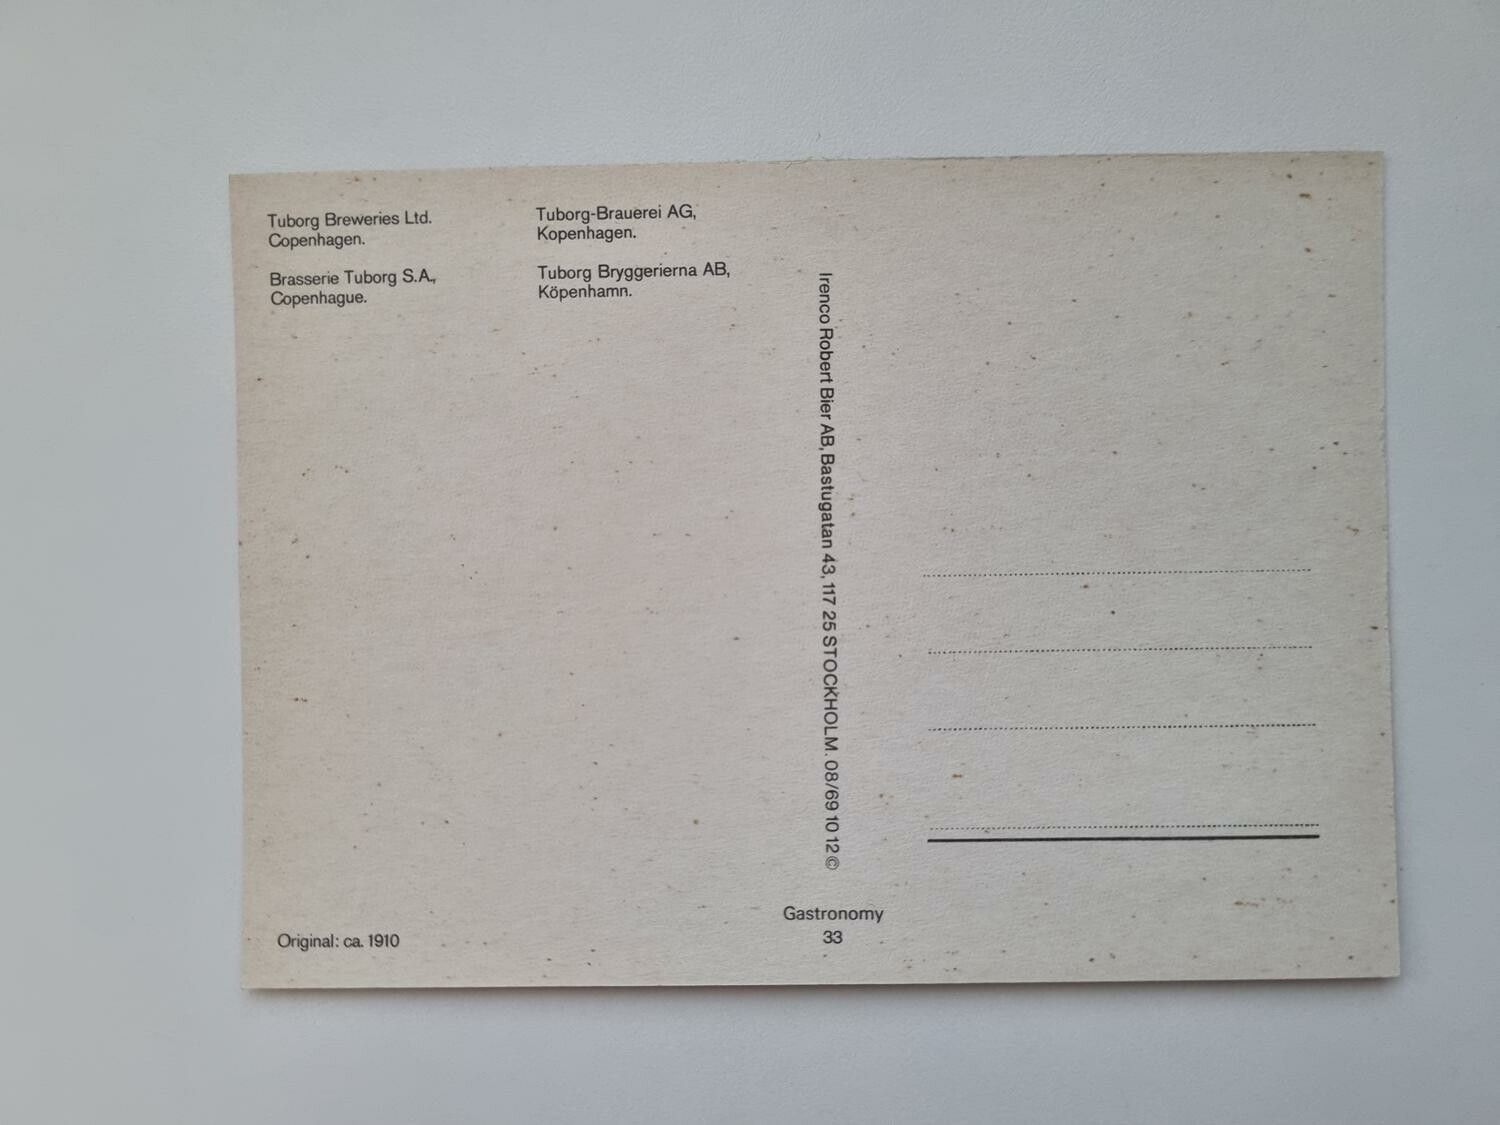 Tuborg Breweries Ltd.
Copenhagen.
Brasserie Tuborg S.A.,
Copenhague.
Tuborg-Brauerei AG,
Kopenhagen.
Tuborg Bryggerierna AB,
Köpenhamn.
Irenco Robert Bier AB, Bastugatan 43, 117 25 STOCKHOLM. 08/69 10 12 ©
Gastronomy
33
Original: ca. 1910